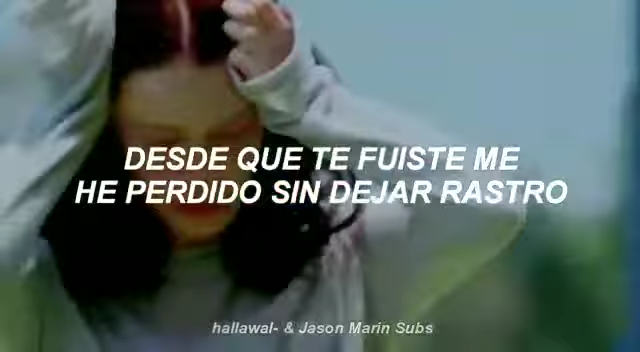 DESDE QUE TE FUISTE ME
HE PERDIDO SIN DEJAR RASTRO
hallawal- & Jason Marin Subs